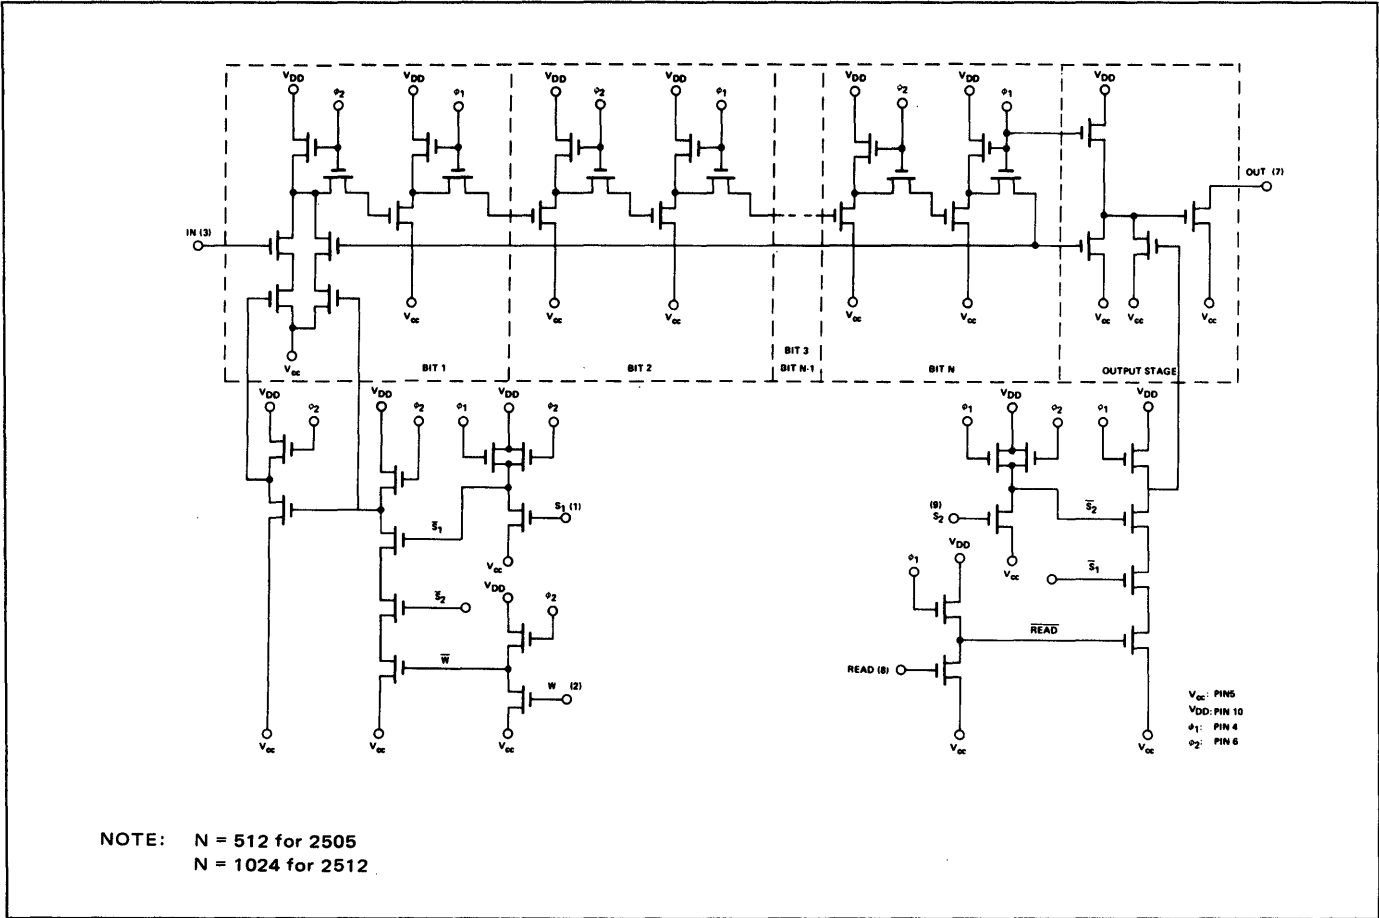 VDD VDD VDD VDD VDD VDD VDD
φ2 φ1 φ2 φ1 φ2 φ1
OUT (7)
IN (3)
Vcc Vcc Vcc Vcc Vcc Vcc Vcc Vcc
Vcc
BIT 3
BIT 1 BIT 2 BIT N-1 BIT N OUTPUT STAGE
VDD φ2 VDD φ2 φ1 VDD φ2 φ1 VDD φ2 φ1 VDD
S1 (1)
S̅1
(9)
S2
S̅2
Vcc
VDD
Vcc
φ1
VDD
S̅1
S̅2
φ2
READ̅
W̅
READ (8)
W (2)
Vcc Vcc Vcc Vcc Vcc
Vcc: PIN5
VDD: PIN 10
φ1: PIN 4
φ2: PIN 6
NOTE: N = 512 for 2505
N = 1024 for 2512